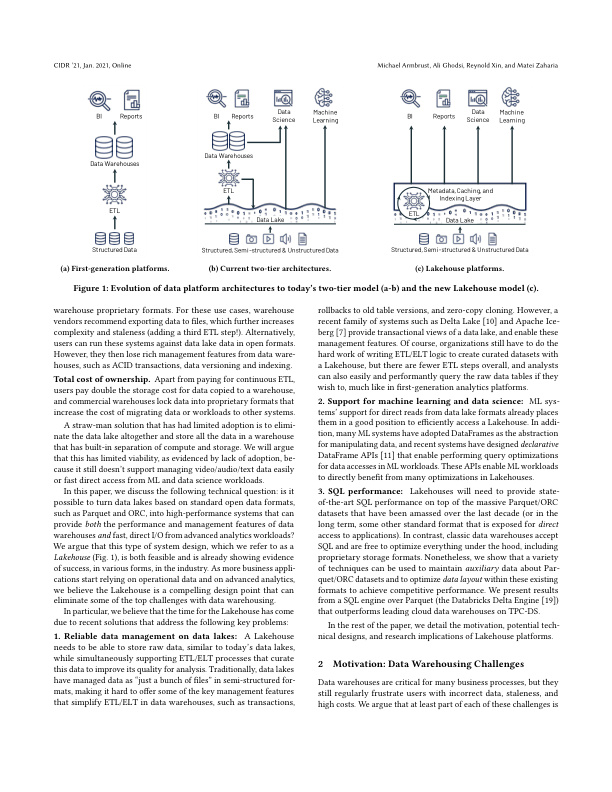 CIDR '21, Jan. 2021, Online
Michael Armbrust, Ali Ghodsi, Reynold Xin, and Matei Zaharia
BI
Reports
Data Warehouses
ETL
Structured Data
(a) First-generation platforms.
BI
Reports
Data
Science
Machine
Learning
Data Warehouses
ETL
Data Lake
Structured, Semi-structured & Unstructured Data
(b) Current two-tier architectures.
BI
Reports
Data
Science
Machine
Learning
Metadata, Caching, and
Indexing Layer
ETL
Data Lake
Structured, Semi-structured & Unstructured Data
(c) Lakehouse platforms.
Figure 1: Evolution of data platform architectures to today's two-tier model (a-b) and the new Lakehouse model (c).
warehouse proprietary formats. For these use cases, warehouse
vendors recommend exporting data to files, which further increases
complexity and staleness (adding a third ETL step!). Alternatively,
users can run these systems against data lake data in open formats.
However, they then lose rich management features from data ware-
houses, such as ACID transactions, data versioning and indexing.
Total cost of ownership. Apart from paying for continuous ETL,
users pay double the storage cost for data copied to a warehouse,
and commercial warehouses lock data into proprietary formats that
increase the cost of migrating data or workloads to other systems.
A straw-man solution that has had limited adoption is to elimi-
nate the data lake altogether and store all the data in a warehouse
that has built-in separation of compute and storage. We will argue
that this has limited viability, as evidenced by lack of adoption, be-
cause it still doesn't support managing video/audio/text data easily
or fast direct access from ML and data science workloads.
In this paper, we discuss the following technical question: is it
possible to turn data lakes based on standard open data formats,
such as Parquet and ORC, into high-performance systems that can
provide both the performance and management features of data
warehouses and fast, direct I/O from advanced analytics workloads?
We argue that this type of system design, which we refer to as a
Lakehouse (Fig. 1), is both feasible and is already showing evidence
of success, in various forms, in the industry. As more business appli-
cations start relying on operational data and on advanced analytics,
we believe the Lakehouse is a compelling design point that can
eliminate some of the top challenges with data warehousing.
In particular, we believe that the time for the Lakehouse has come
due to recent solutions that address the following key problems:
1. Reliable data management on data lakes: A Lakehouse
needs to be able to store raw data, similar to today's data lakes,
while simultaneously supporting ETL/ELT processes that curate
this data to improve its quality for analysis. Traditionally, data lakes
have managed data as "just a bunch of files" in semi-structured for-
mats, making it hard to offer some of the key management features
that simplify ETL/ELT in data warehouses, such as transactions,
rollbacks to old table versions, and zero-copy cloning. However, a
recent family of systems such as Delta Lake [10] and Apache Ice-
berg [7] provide transactional views of a data lake, and enable these
management features. Of course, organizations still have to do the
hard work of writing ETL/ELT logic to create curated datasets with
a Lakehouse, but there are fewer ETL steps overall, and analysts
can also easily and performantly query the raw data tables if they
wish to, much like in first-generation analytics platforms.
2. Support for machine learning and data science: ML sys-
tems' support for direct reads from data lake formats already places
them in a good position to efficiently access a Lakehouse. In addi-
tion, many ML systems have adopted DataFrames as the abstraction
for manipulating data, and recent systems have designed declarative
DataFrame APIs [11] that enable performing query optimizations
for data accesses in ML workloads. These APIs enable ML workloads
to directly benefit from many optimizations in Lakehouses.
3. SQL performance: Lakehouses will need to provide state-
of-the-art SQL performance on top of the massive Parquet/ORC
datasets that have been amassed over the last decade (or in the
long term, some other standard format that is exposed for direct
access to applications). In contrast, classic data warehouses accept
SQL and are free to optimize everything under the hood, including
proprietary storage formats. Nonetheless, we show that a variety
of techniques can be used to maintain auxiliary data about Par-
quet/ORC datasets and to optimize data layout within these existing
formats to achieve competitive performance. We present results
from a SQL engine over Parquet (the Databricks Delta Engine [19])
that outperforms leading cloud data warehouses on TPC-DS.
In the rest of the paper, we detail the motivation, potential tech-
nical designs, and research implications of Lakehouse platforms.
2 Motivation: Data Warehousing Challenges
Data warehouses are critical for many business processes, but they
still regularly frustrate users with incorrect data, staleness, and
high costs. We argue that at least part of each of these challenges is